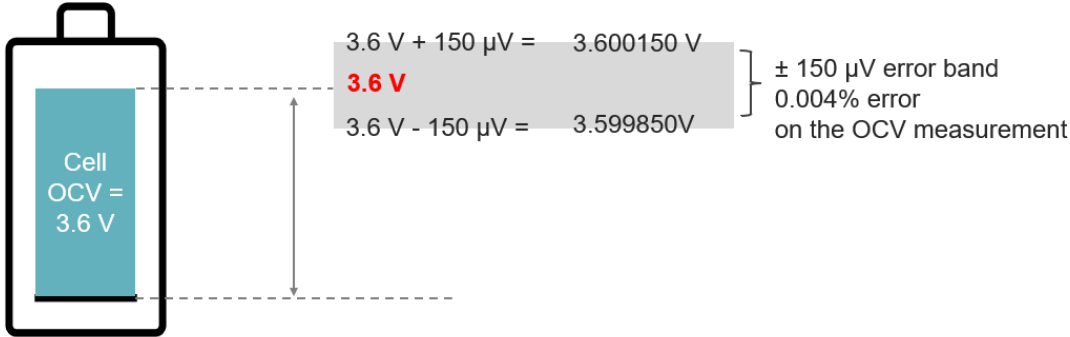 3.6 V + 150 µV = 3.600150 V
3.6 V
3.6 V - 150 µV = 3.599850V
± 150 µV error band
0.004% error
on the OCV measurement
Cell
OCV =
3.6 V